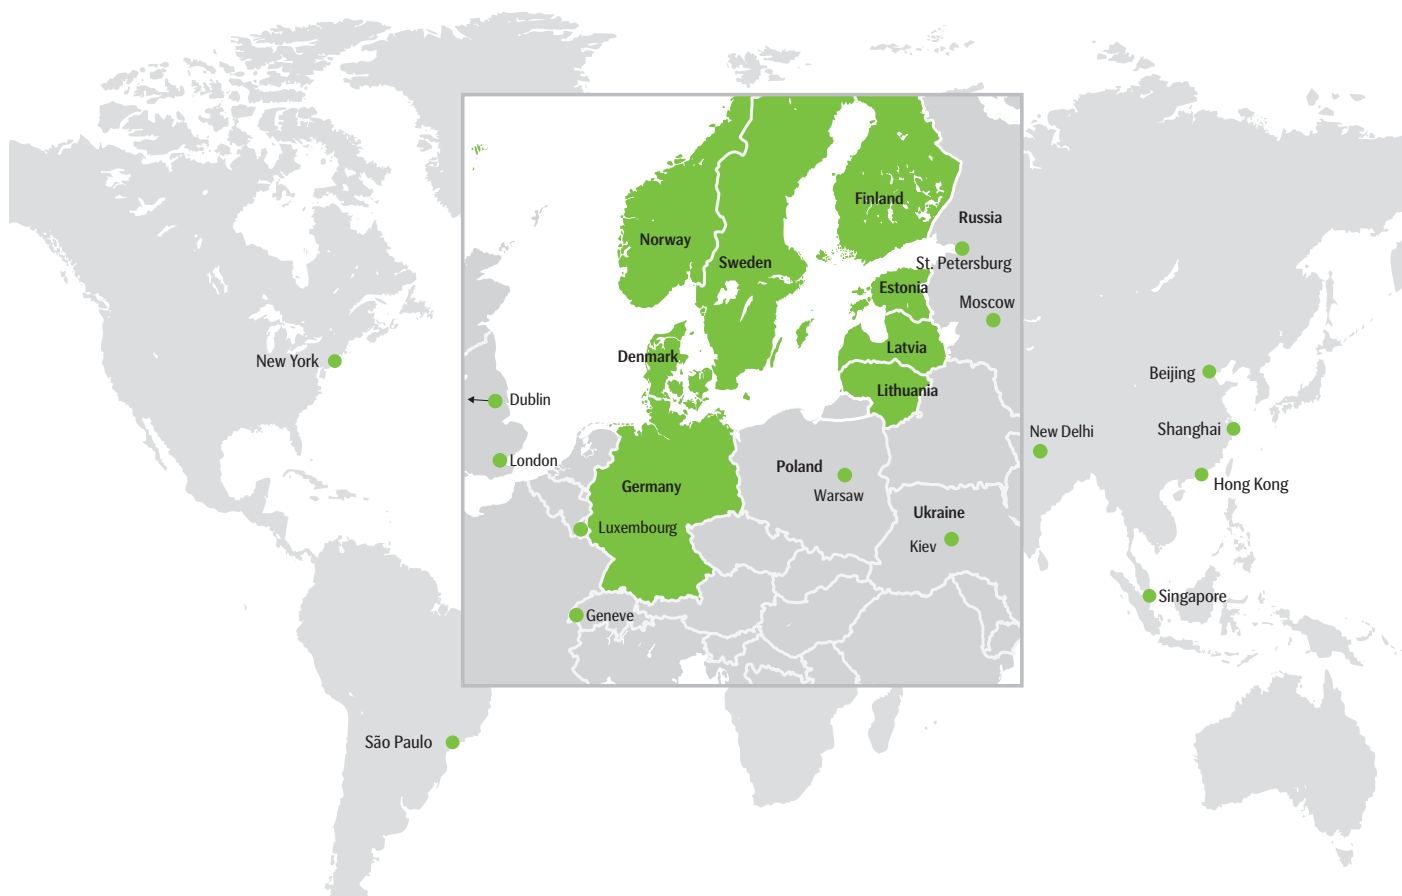 Finland
Russia
Norway
Sweden
St. Petersburg
Estonia
Moscow
Latvia
Denmark
New York
Lithuania
Beijing
Dublin
New Delhi
Shanghai
London
Poland
Warsaw
Germany
Hong Kong
Ukraine
Luxembourg
Kiev
Singapore
Geneve
São Paulo